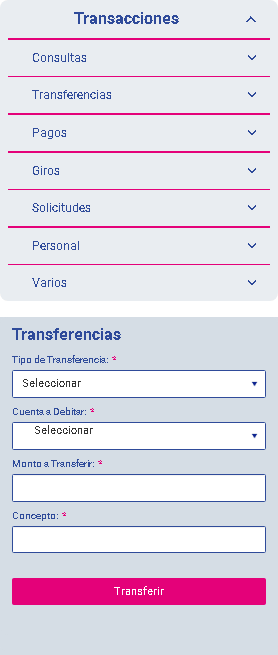 Transacciones
Consultas
Transferencias
Pagos
Giros
Solicitudes
Personal
Varios
Transferencias
Tipo de Transferencia: *
Seleccionar
Cuenta a Debitar: *
Seleccionar
Monto a Transferir: *
Concepto: *
Transferir